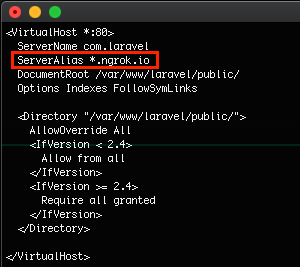 <VirtualHost *:80>
ServerName com.laravel
ServerAlias *.ngrok.io
DocumentRoot /var/www/laravel/public/
Options Indexes FollowSymLinks
<Directory "/var/www/laravel/public/">
AllowOverride All
<IfVersion < 2.4>
Allow from all
</IfVersion>
<IfVersion >= 2.4>
Require all granted
</IfVersion>
</Directory>
</VirtualHost>